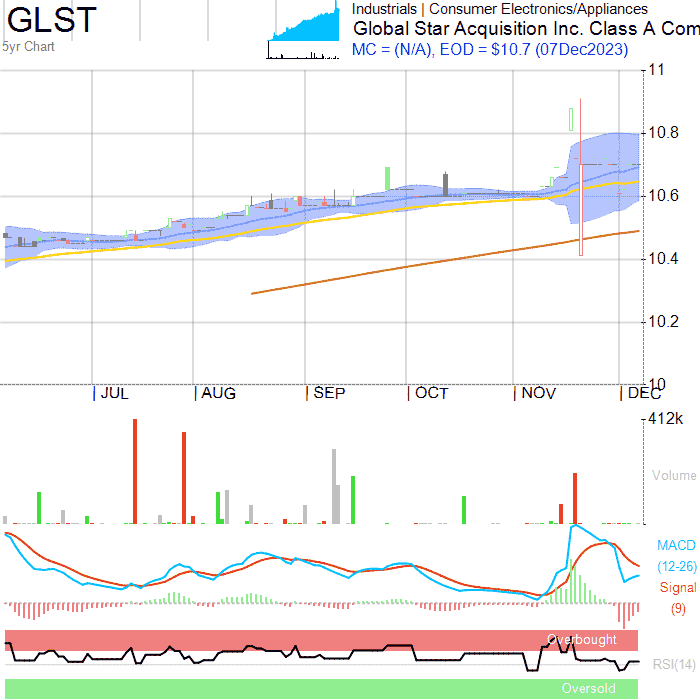 GLST
5yr Chart
Industrials | Consumer Electronics/Appliances
Global Star Acquisition Inc. Class A Com
MC = (N/A), EOD = $10.7 (07Dec2023)
11
10.8
10.6
10.4
10.2
10
JUL AUG SEP OCT NOV DEC
412k
Volume
MACD
(12-26)
Signal
(9)
Overbought
RSI(14)
Oversold